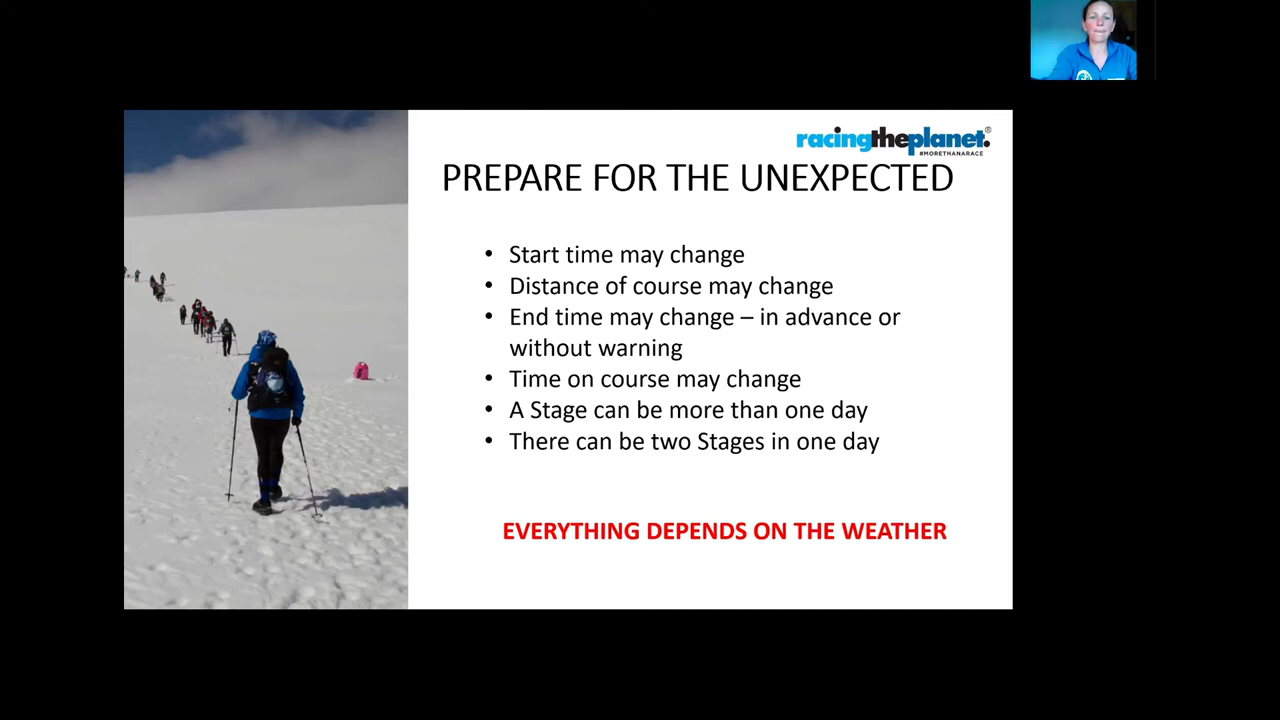 racingtheplanet.®
#MORETHANARACE
PREPARE FOR THE UNEXPECTED
• Start time may change
• Distance of course may change
• End time may change – in advance or
without warning
• Time on course may change
• A Stage can be more than one day
• There can be two Stages in one day
EVERYTHING DEPENDS ON THE WEATHER